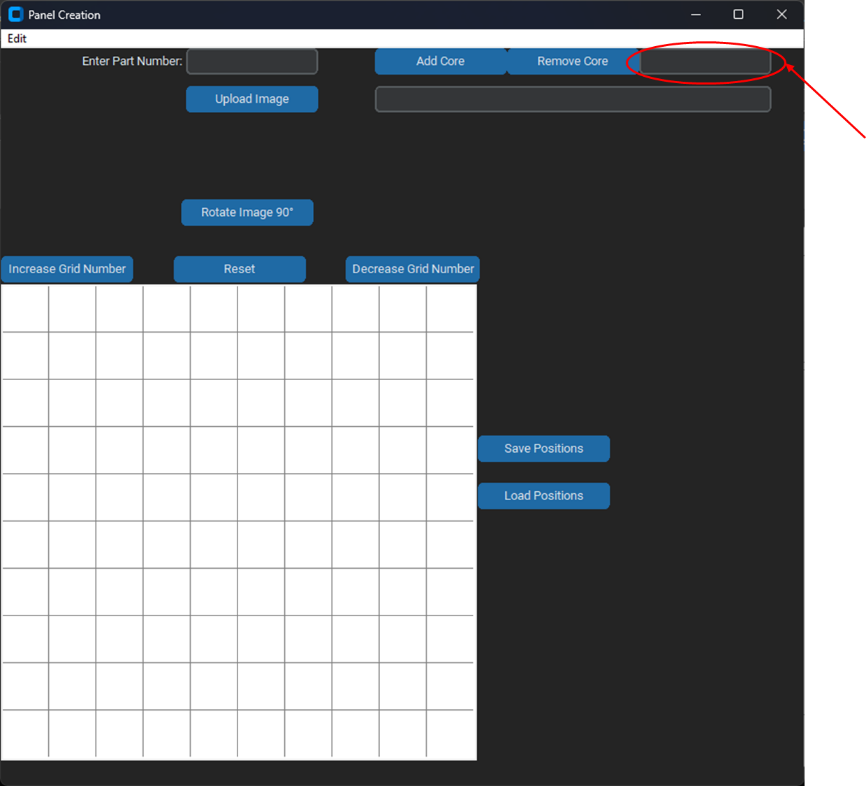 Panel Creation
Edit
Enter Part Number: Add Core Remove Core
Upload Image
Rotate Image 90°
Increase Grid Number Reset Decrease Grid Number
Save Positions
Load Positions